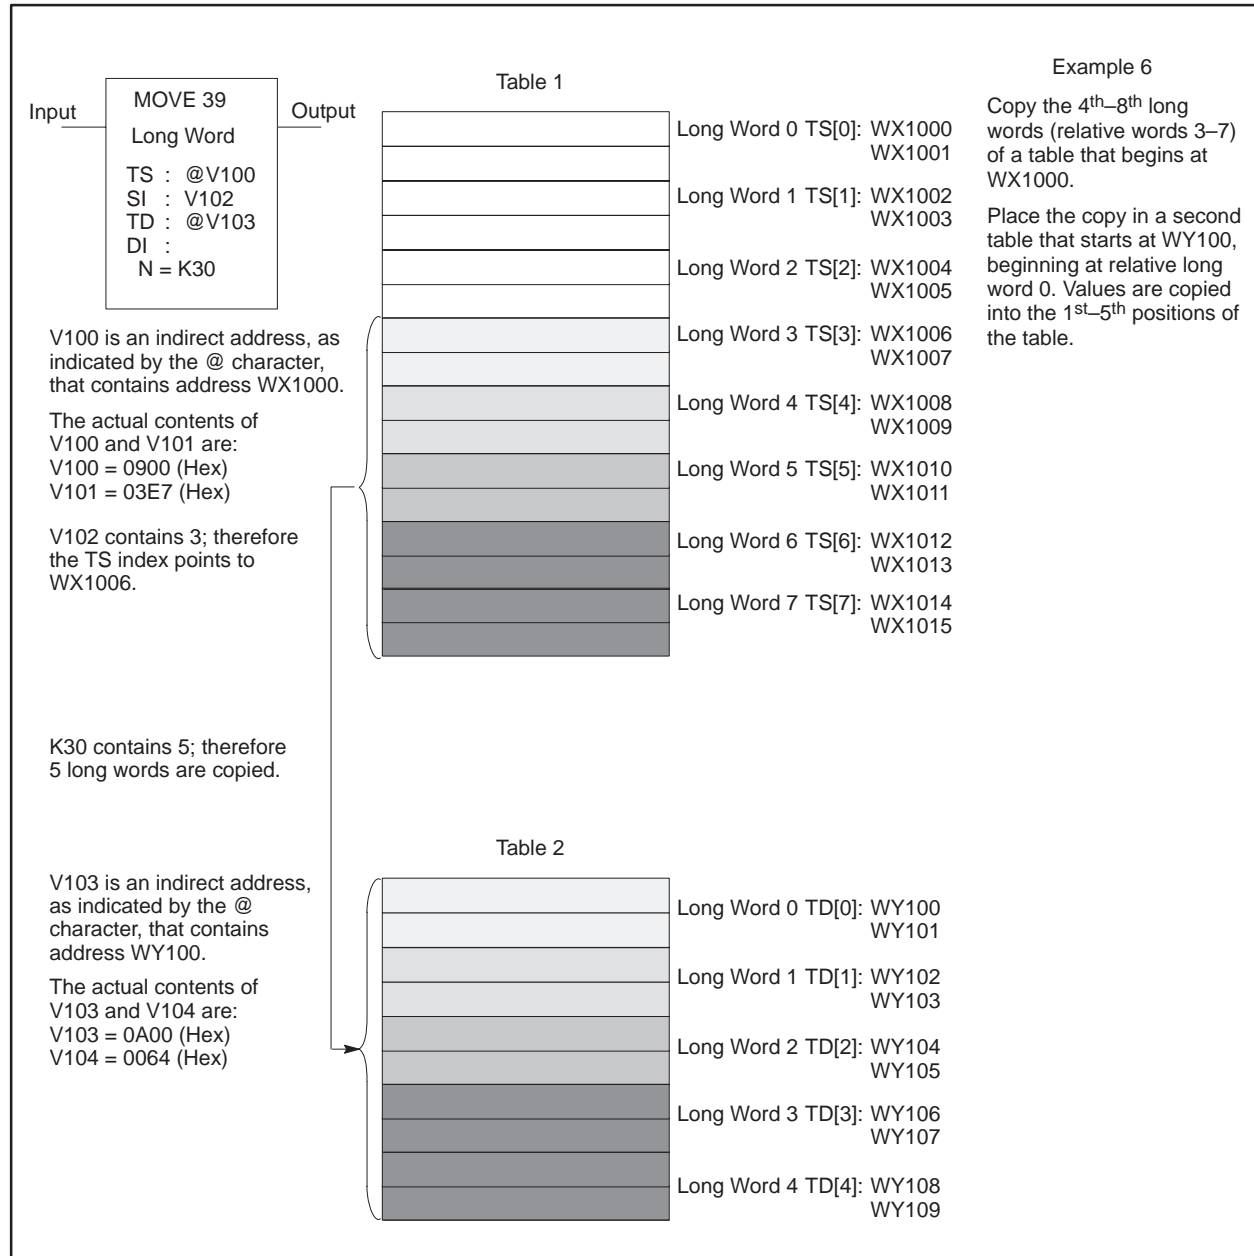 Input
MOVE 39
Long Word
TS : @V100
SI : V102
TD : @V103
DI :
N = K30
Output
V100 is an indirect address, as
indicated by the @ character,
that contains address WX1000.
The actual contents of
V100 and V101 are:
V100 = 0900 (Hex)
V101 = 03E7 (Hex)
V102 contains 3; therefore
the TS index points to
WX1006.
K30 contains 5; therefore
5 long words are copied.
V103 is an indirect address,
as indicated by the @
character, that contains
address WY100.
The actual contents of
V103 and V104 are:
V103 = 0A00 (Hex)
V104 = 0064 (Hex)
Table 1
Long Word 0 TS[0]: WX1000
WX1001
Long Word 1 TS[1]: WX1002
WX1003
Long Word 2 TS[2]: WX1004
WX1005
Long Word 3 TS[3]: WX1006
WX1007
Long Word 4 TS[4]: WX1008
WX1009
Long Word 5 TS[5]: WX1010
WX1011
Long Word 6 TS[6]: WX1012
WX1013
Long Word 7 TS[7]: WX1014
WX1015
Table 2
Long Word 0 TD[0]: WY100
WY101
Long Word 1 TD[1]: WY102
WY103
Long Word 2 TD[2]: WY104
WY105
Long Word 3 TD[3]: WY106
WY107
Long Word 4 TD[4]: WY108
WY109
Example 6
Copy the 4th–8th long
words (relative words 3–7)
of a table that begins at
WX1000.
Place the copy in a second
table that starts at WY100,
beginning at relative long
word 0. Values are copied
into the 1st–5th positions of
the table.